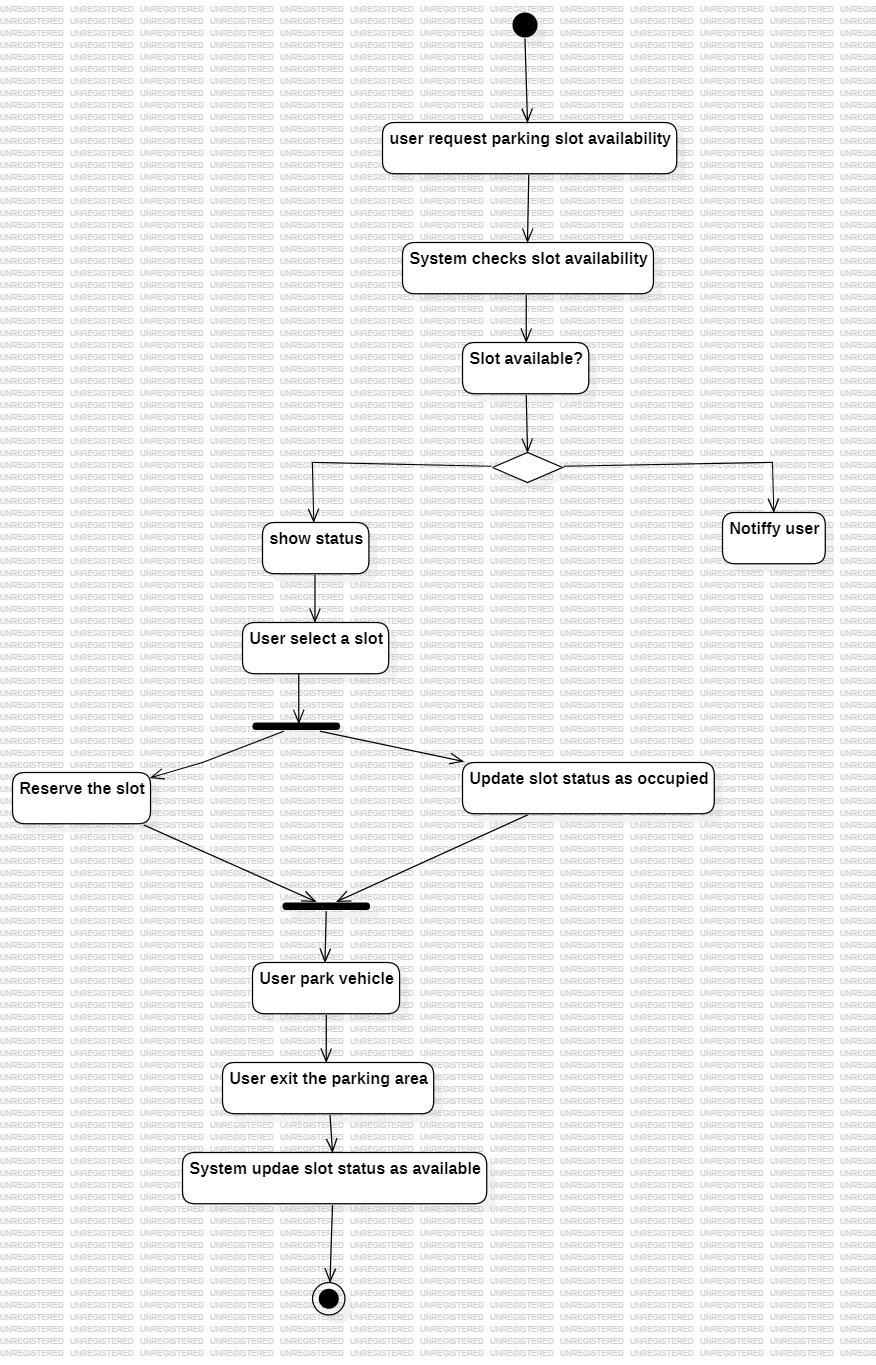 user request parking slot availability
System checks slot availability
Slot available?
show status
Notiffy user
User select a slot
Reserve the slot
Update slot status as occupied
User park vehicle
User exit the parking area
System updae slot status as available
UNREGISTERED